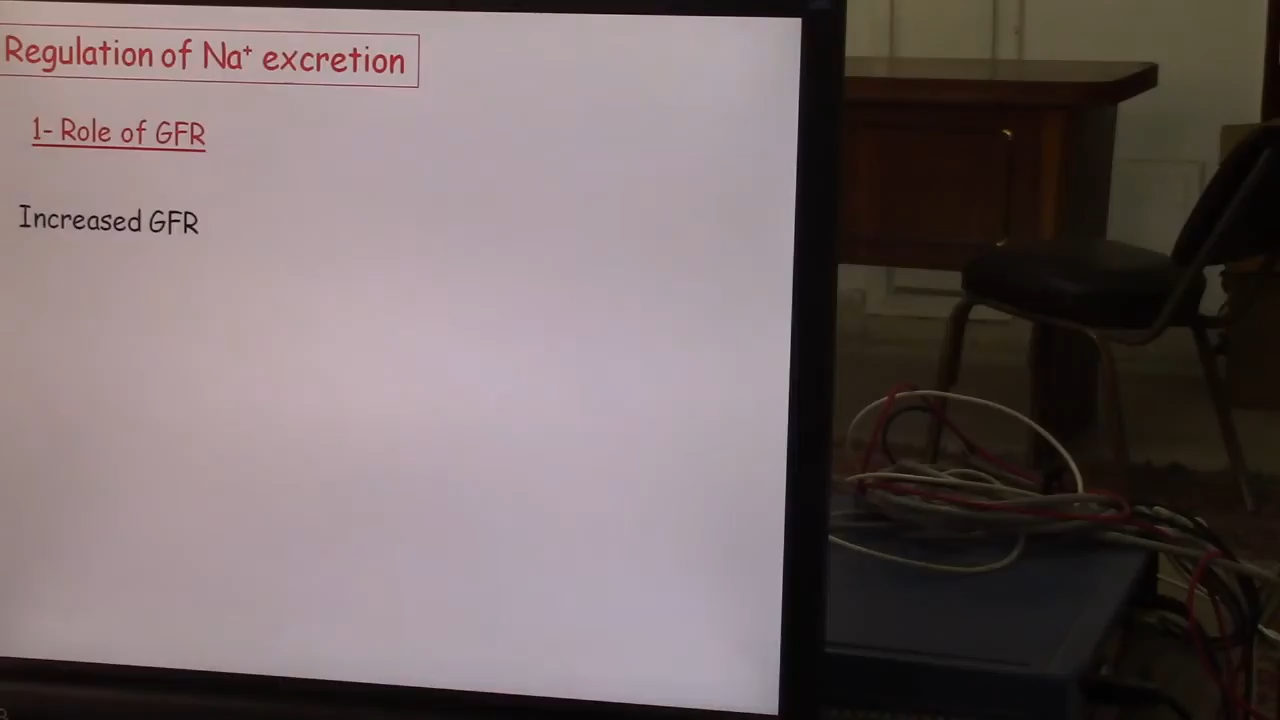 Regulation of Na⁺ excretion
1- Role of GFR
Increased GFR